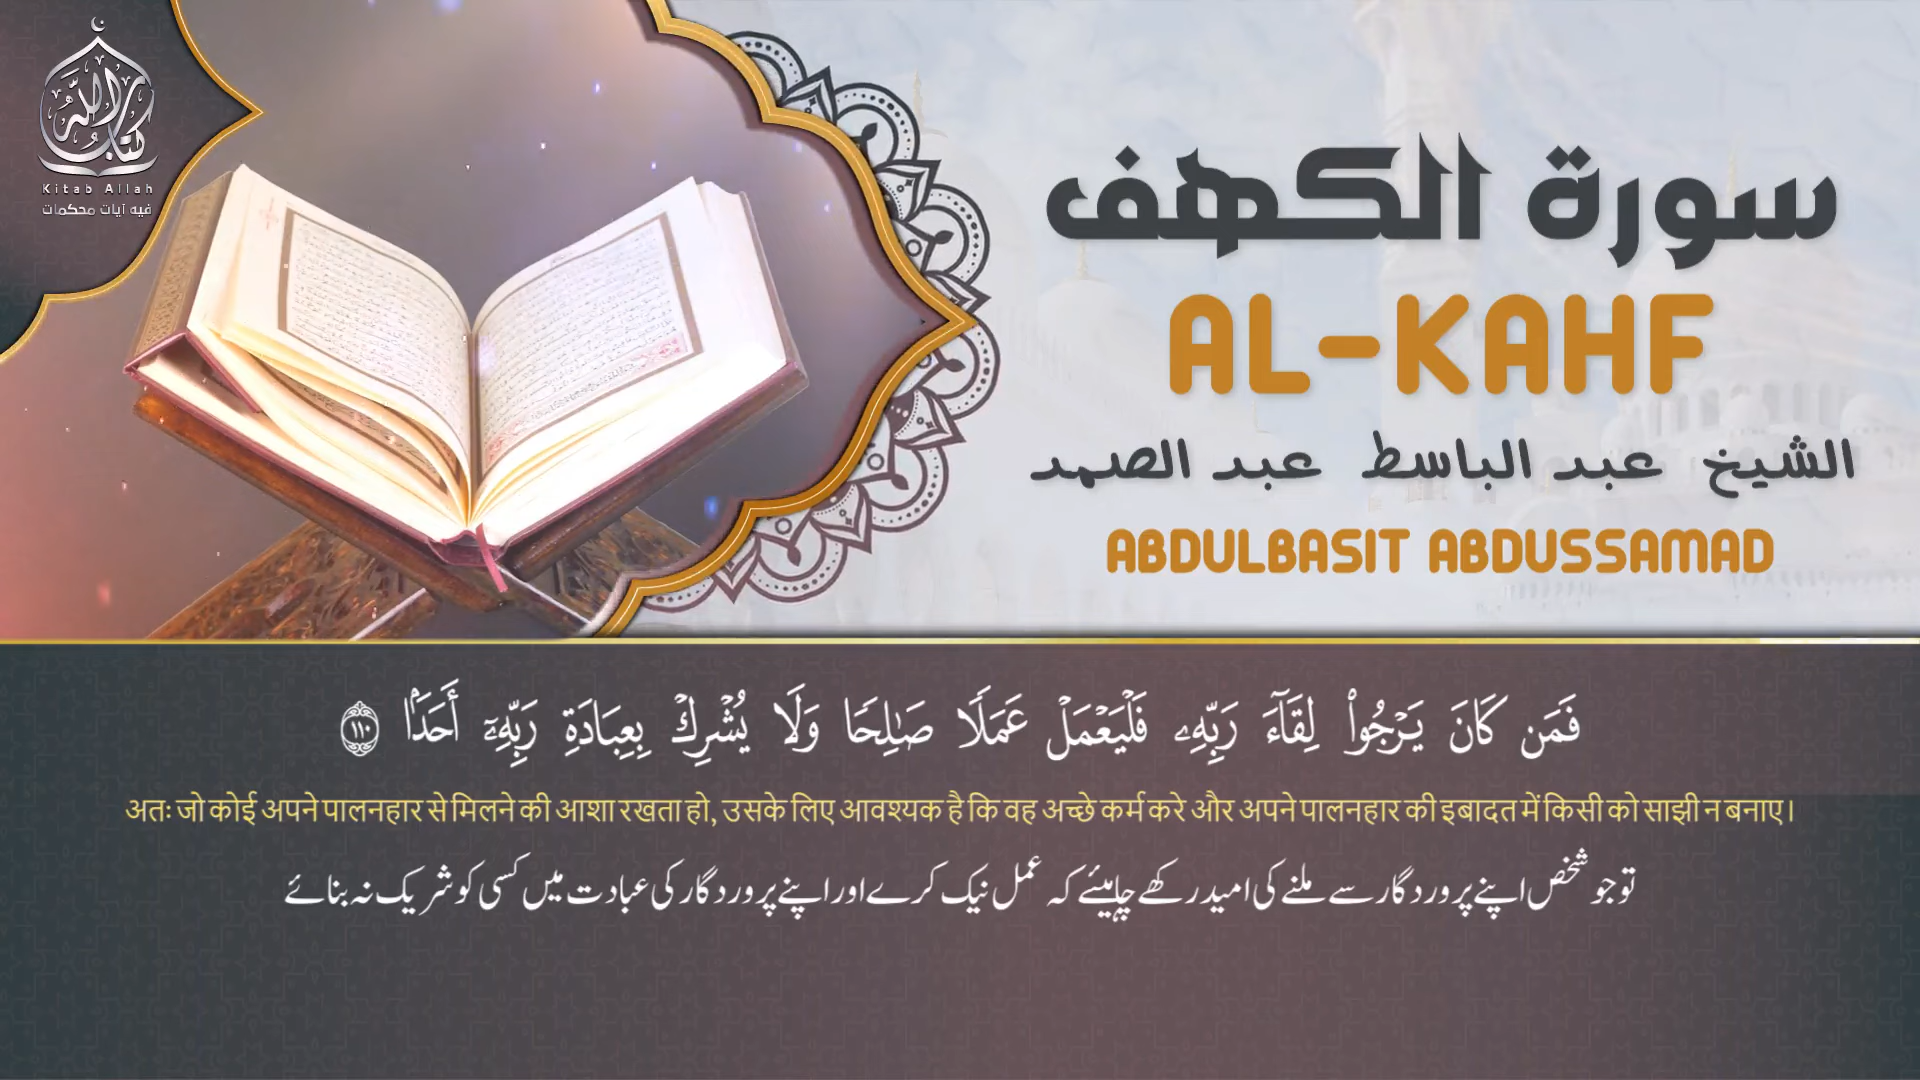 كتاب الله
Kitab Allah
فيه آيات محكمات
سورة الكهف
AL-KAHF
الشيخ عبد الباسط عبد الصمد
ABDULBASIT ABDUSSAMAD
فَمَن كَانَ يَرْجُوا۟ لِقَآءَ رَبِّهِۦ فَلْيَعْمَلْ عَمَلًا صَـٰلِحًا وَلَا يُشْرِكْ بِعِبَادَةِ رَبِّهِۦٓ أَحَدًۢا ١١٠
अतः जो कोई अपने पालनहार से मिलने की आशा रखता हो, उसके लिए आवश्यक है कि वह अच्छे कर्म करे और अपने पालनहार की इबादत में किसी को साझी न बनाए।
تو جو شخص اپنے پروردگار سے ملنے کی امید رکھے چاہیئے کہ عمل نیک کرے اور اپنے پروردگار کی عبادت میں کسی کو شریک نہ بنائے